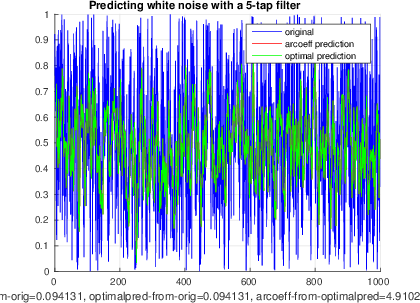 Predicting white noise with a 5-tap filter
1
original
arcoeff prediction
optimal prediction
0.9
0.8
0.7
0.6
0.5
0.4
0.3
0.2
0.1
0
0 200 400 600 800 1000
m-orig=0.094131, optimalpred-from-orig=0.094131, arcoeff-from-optimalpred=4.9102